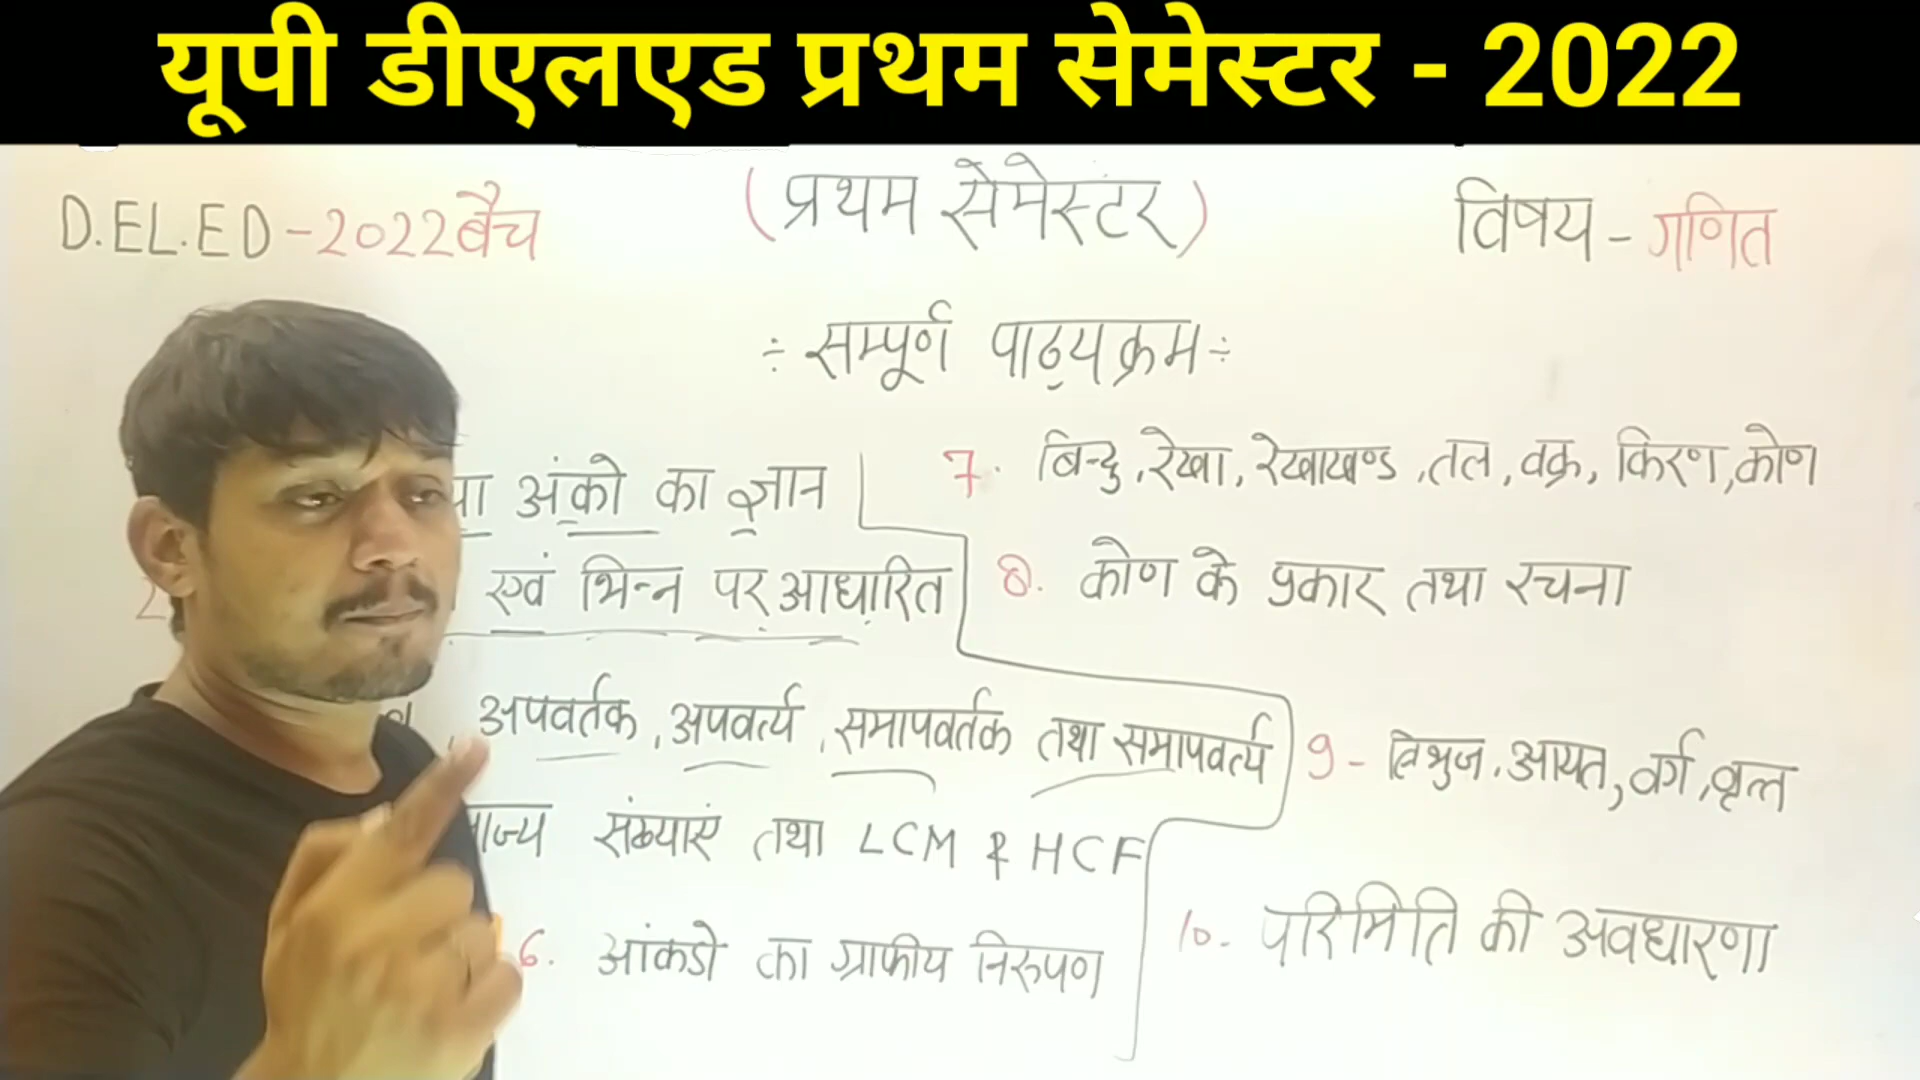 यूपी डीएलएड प्रथम सेमेस्टर - 2022
D.EL.ED - 2022 बैच
(प्रथम सेमेस्टर)
विषय - गणित
÷ सम्पूर्ण पाठ्यक्रम ÷
अंको का ज्ञान
एवं भिन्न पर आधारित
, अपवर्तक, अपवर्त्य, समापवर्तक तथा समापवर्त्य
संख्याएं तथा LCM & HCF
6. आंकडो का ग्राफीय निरुपण
7. बिन्दु, रेखा, रेखाखण्ड, तल, वक्र, किरण, कोण
8. कोण के प्रकार तथा रचना
9- त्रिभुज, आयत, वर्ग, वृत्त
10. परिमिति की अवधारणा